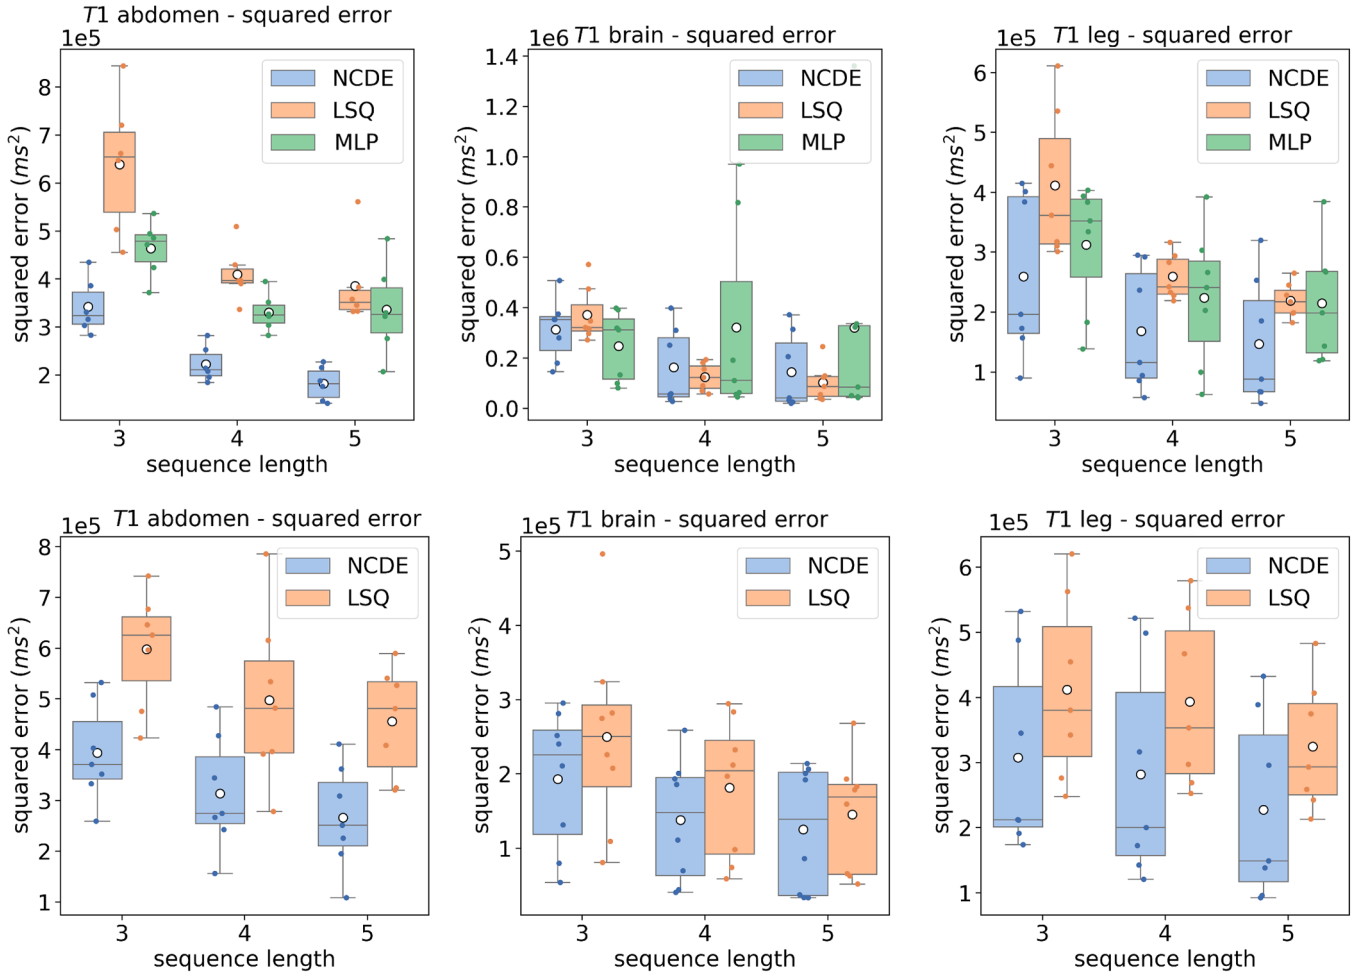 T1 abdomen - squared error
1e5
squared error (ms²)
8
7
6
5
4
3
2
NCDE
LSQ
MLP
3 4 5
sequence length
1e6 T1 brain - squared error
squared error (ms²)
1.4
1.2
1.0
0.8
0.6
0.4
0.2
0.0
NCDE
LSQ
MLP
3 4 5
sequence length
1e5 T1 leg - squared error
squared error (ms²)
6
5
4
3
2
1
NCDE
LSQ
MLP
3 4 5
sequence length
1e5 T1 abdomen - squared error
squared error (ms²)
8
7
6
5
4
3
2
1
NCDE
LSQ
3 4 5
sequence length
1e5 T1 brain - squared error
squared error (ms²)
5
4
3
2
1
NCDE
LSQ
3 4 5
sequence length
1e5 T1 leg - squared error
squared error (ms²)
6
5
4
3
2
1
NCDE
LSQ
3 4 5
sequence length